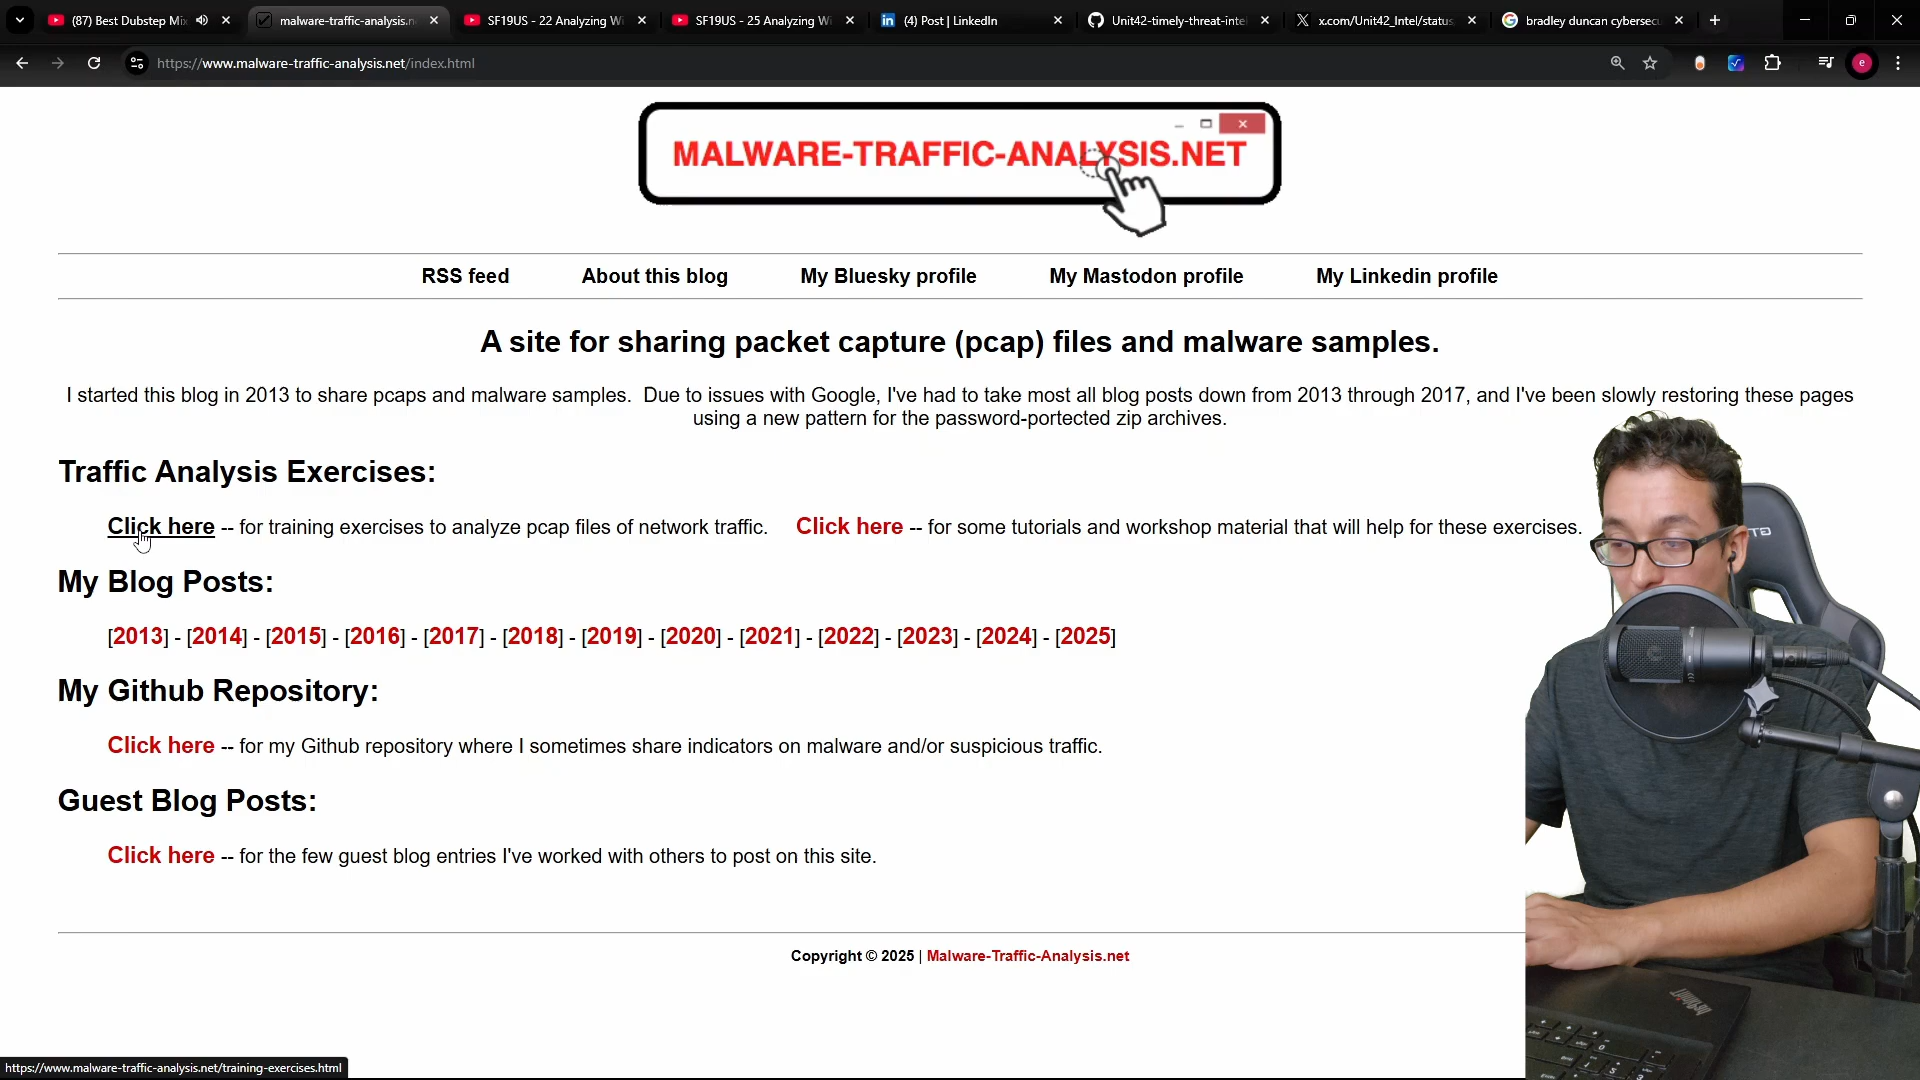 (87) Best Dubstep Mix
malware-traffic-analysis.n
SF19US - 22 Analyzing Wi
SF19US - 25 Analyzing Wi
(4) Post | LinkedIn
Unit42-timely-threat-inte
x.com/Unit42_Intel/status
bradley duncan cybersecu
https://www.malware-traffic-analysis.net/index.html
MALWARE-TRAFFIC-ANALYSIS.NET
RSS feed
About this blog
My Bluesky profile
My Mastodon profile
My Linkedin profile
A site for sharing packet capture (pcap) files and malware samples.
I started this blog in 2013 to share pcaps and malware samples.  Due to issues with Google, I've had to take most all blog posts down from 2013 through 2017, and I've been slowly restoring these pages
using a new pattern for the password-portected zip archives.
Traffic Analysis Exercises:
Click here -- for training exercises to analyze pcap files of network traffic.    Click here -- for some tutorials and workshop material that will help for these exercises.
My Blog Posts:
[2013] - [2014] - [2015] - [2016] - [2017] - [2018] - [2019] - [2020] - [2021] - [2022] - [2023] - [2024] - [2025]
My Github Repository:
Click here -- for my Github repository where I sometimes share indicators on malware and/or suspicious traffic.
Guest Blog Posts:
Click here -- for the few guest blog entries I've worked with others to post on this site.
Copyright © 2025 | Malware-Traffic-Analysis.net
https://www.malware-traffic-analysis.net/training-exercises.html